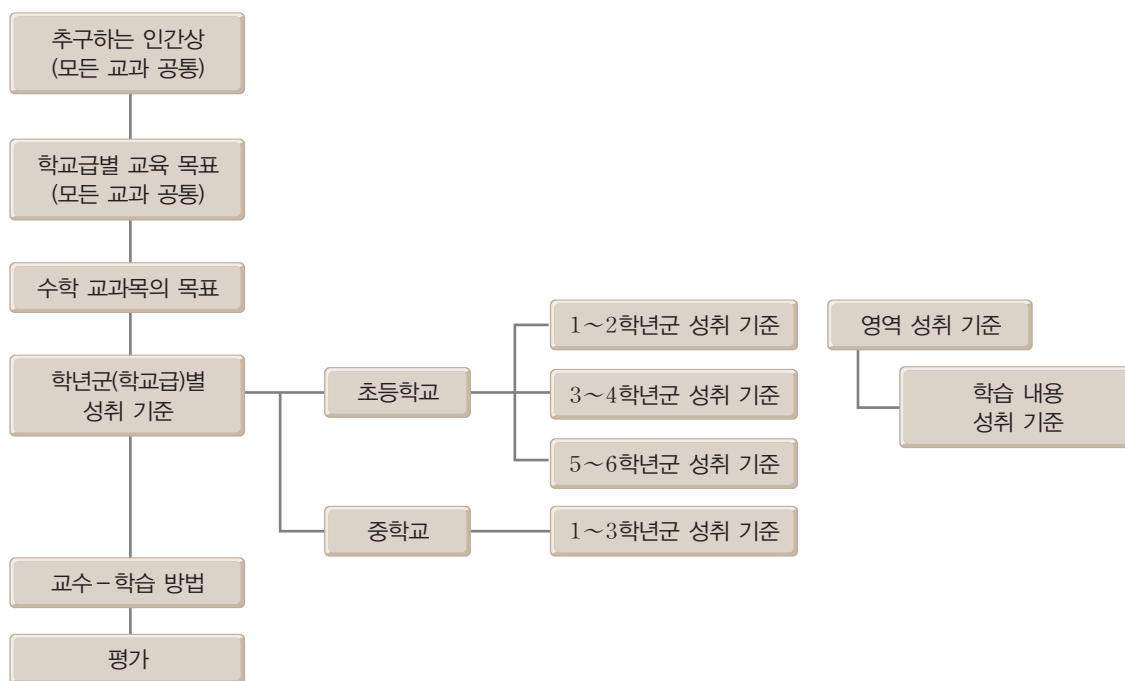 추구하는 인간상
(모든 교과 공통)
학교급별 교육 목표
(모든 교과 공통)
수학 교과목의 목표
학년군(학교급)별
성취 기준
초등학교
1～2학년군 성취 기준
3～4학년군 성취 기준
5～6학년군 성취 기준
영역 성취 기준
학습 내용
성취 기준
중학교
1～3학년군 성취 기준
교수－학습 방법
평가